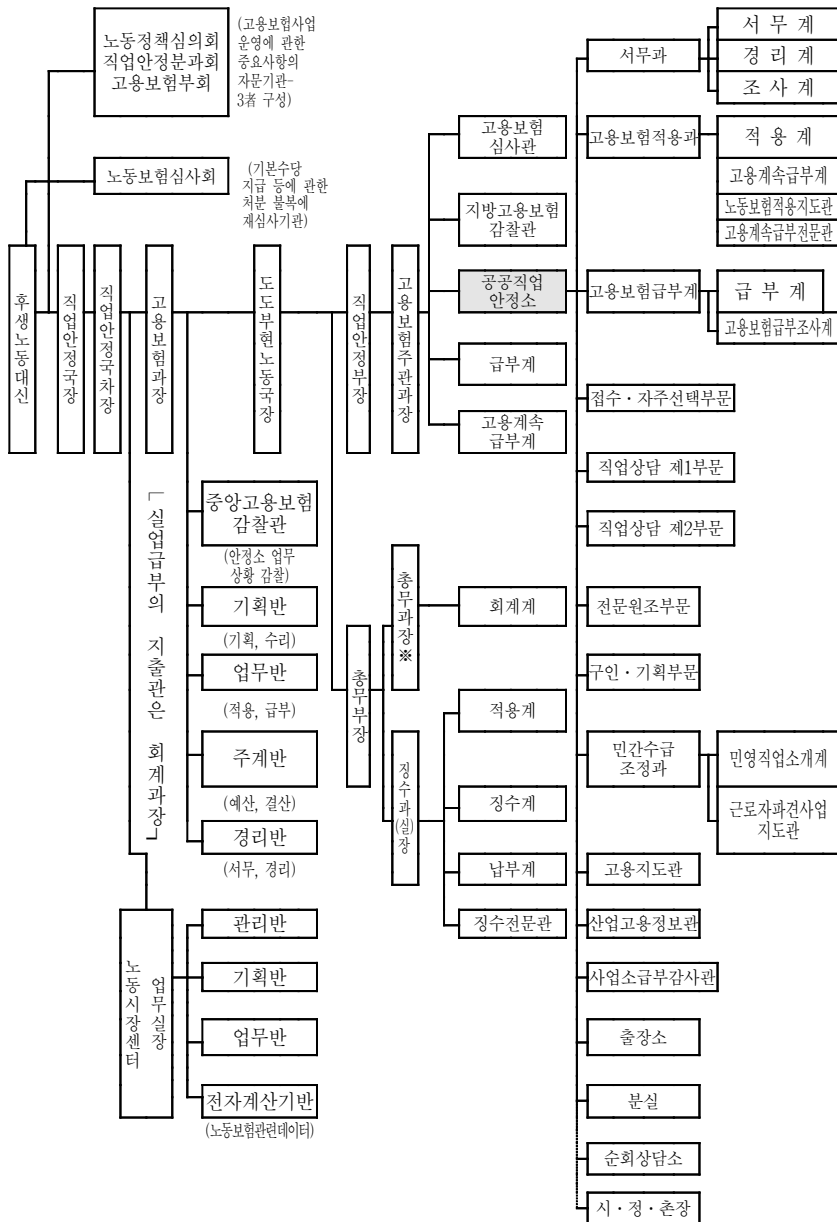 노동정책심의회
직업안정분과회
고용보험부회
(고용보험사업
운영에 관한
중요사항의
자문기관-
3者 구성)
노동보험심사회
(기본수당
지급 등에 관한
처분 불복에
재심사기관)
후생노동대신
직업안정국장
직업안정국차장
고용보험과장
도도부현노동국장
직업안정부장
고용보험주관과장
「실업급부의 지출관은 회계과장」
중앙고용보험
감찰관
(안정소 업무
상황 감찰)
기획반
(기획, 수리)
업무반
(적용, 급부)
주계반
(예산, 결산)
경리반
(서무, 경리)
노동시장센터
업무실장
관리반
기획반
업무반
전자계산기반
(노동보험관련데이터)
총무부장
총무과장※
징수과(실)장
고용보험
심사관
지방고용보험
감찰관
공공직업
안정소
급부계
고용계속
급부계
회계계
적용계
징수계
납부계
징수전문관
서무과
서 무 계
경 리 계
조 사 계
고용보험적용과
적 용 계
고용계속급부계
노동보험적용지도관
고용계속급부전문관
고용보험급부계
급 부 계
고용보험급부조사계
접수・자주선택부문
직업상담 제1부문
직업상담 제2부문
전문원조부문
구인・기획부문
민간수급
조정과
민영직업소개계
근로자파견사업
지도관
고용지도관
산업고용정보관
사업소급부감사관
출장소
분실
순회상담소
시・정・촌장